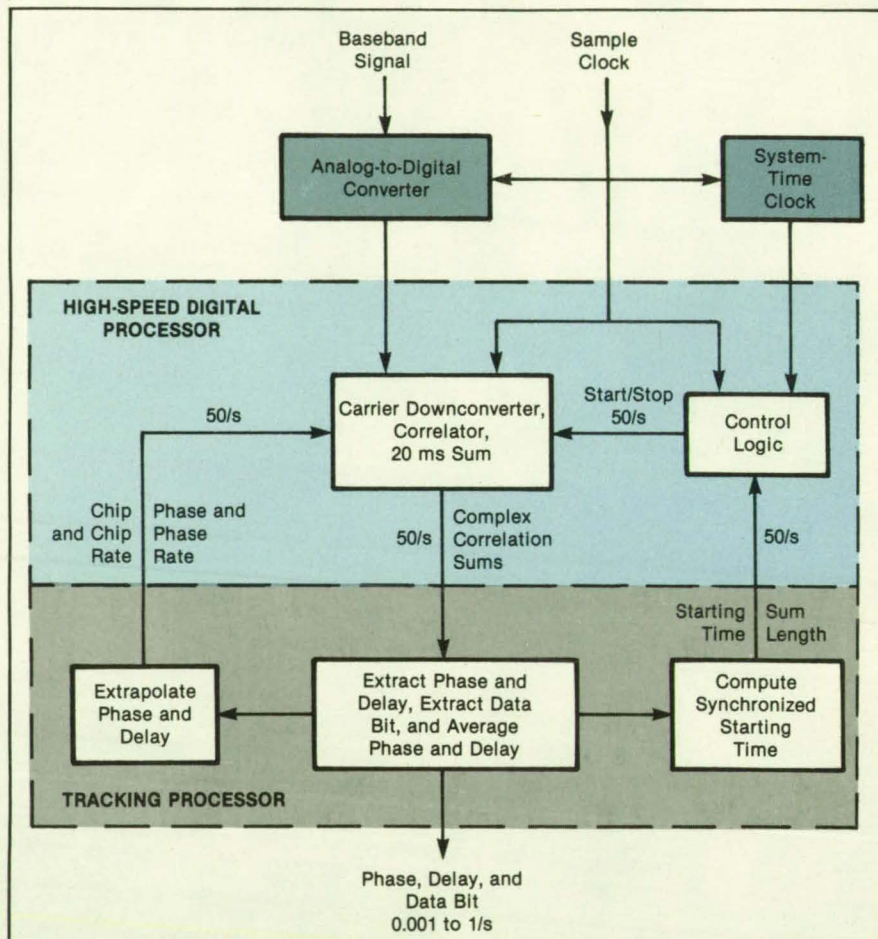 Baseband
Signal
Sample
Clock
Analog-to-Digital
Converter
System-
Time
Clock
HIGH-SPEED DIGITAL
PROCESSOR
50/s
Carrier Downconverter,
Correlator,
20 ms Sum
Start/Stop
50/s
Control
Logic
Chip
and Chip
Rate
Phase and
Phase
Rate
50/s
Complex
Correlation
Sums
50/s
Starting
Time
Sum
Length
Extrapolate
Phase and
Delay
Extract Phase and
Delay, Extract Data
Bit, and Average
Phase and Delay
Compute
Synchronized
Starting
Time
TRACKING PROCESSOR
Phase, Delay, and
Data Bit
0.001 to 1/s